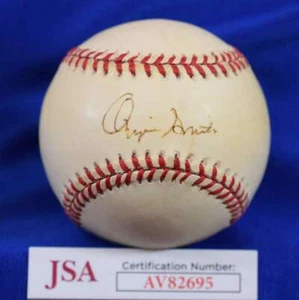 Ozzie Smith
JSA
Certification Number:
AV82695